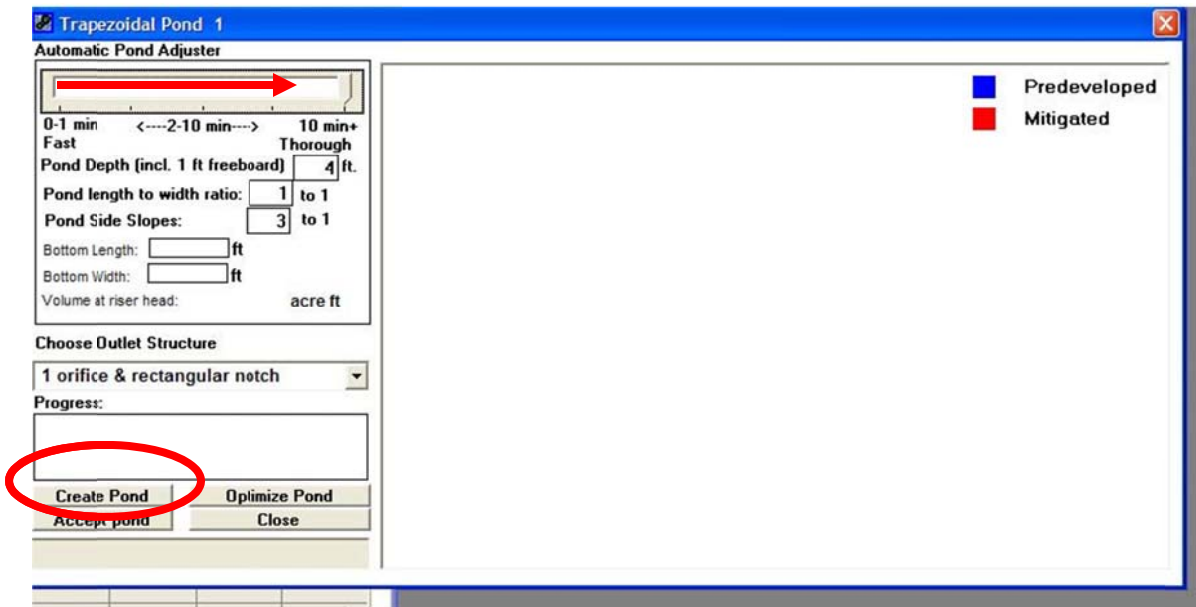 Trapezoidal Pond 1
Automatic Pond Adjuster
0-1 min <----2-10 min----> 10 min+
Fast Thorough
Pond Depth (incl. 1 ft freeboard) 4 ft.
Pond length to width ratio: 1 to 1
Pond Side Slopes: 3 to 1
Bottom Length: ft
Bottom Width: ft
Volume at riser head: acre ft
Choose Outlet Structure
1 orifice & rectangular notch
Progress:
Create Pond Optimize Pond
Accept pond Close
Predeveloped
Mitigated